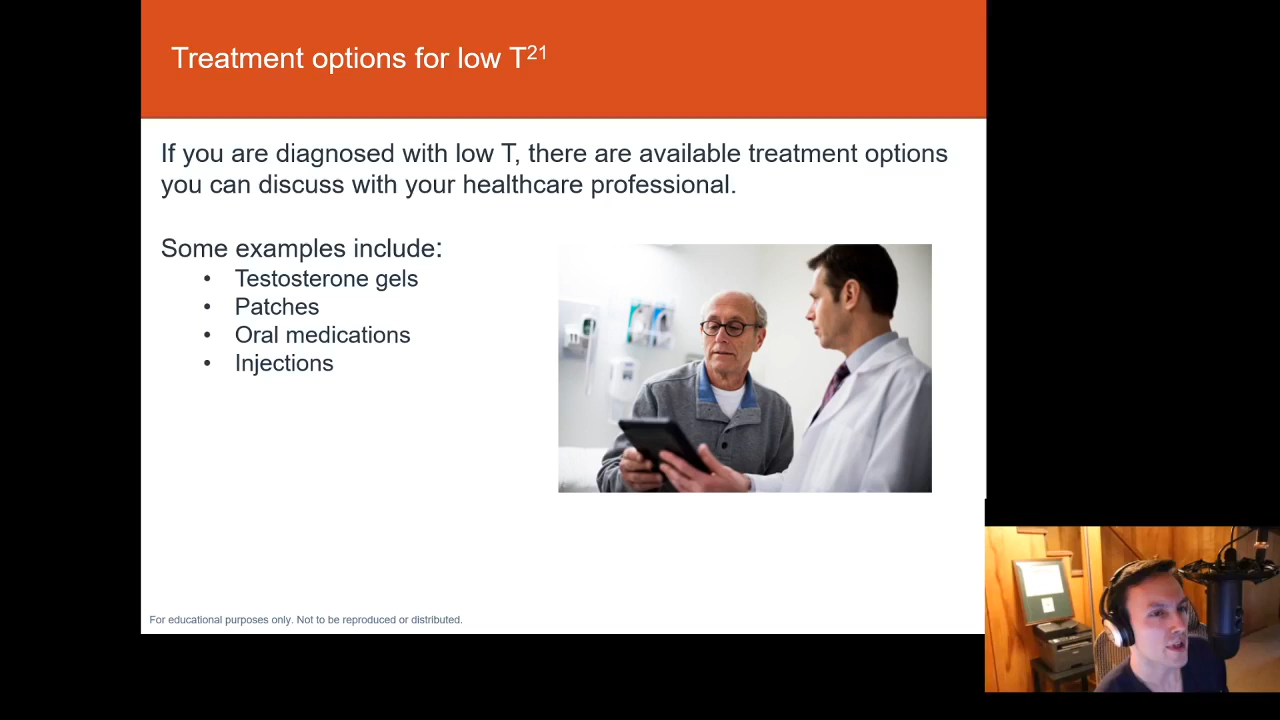 Treatment options for low T²¹
If you are diagnosed with low T, there are available treatment options
you can discuss with your healthcare professional.
Some examples include:
• Testosterone gels
• Patches
• Oral medications
• Injections
For educational purposes only. Not to be reproduced or distributed.